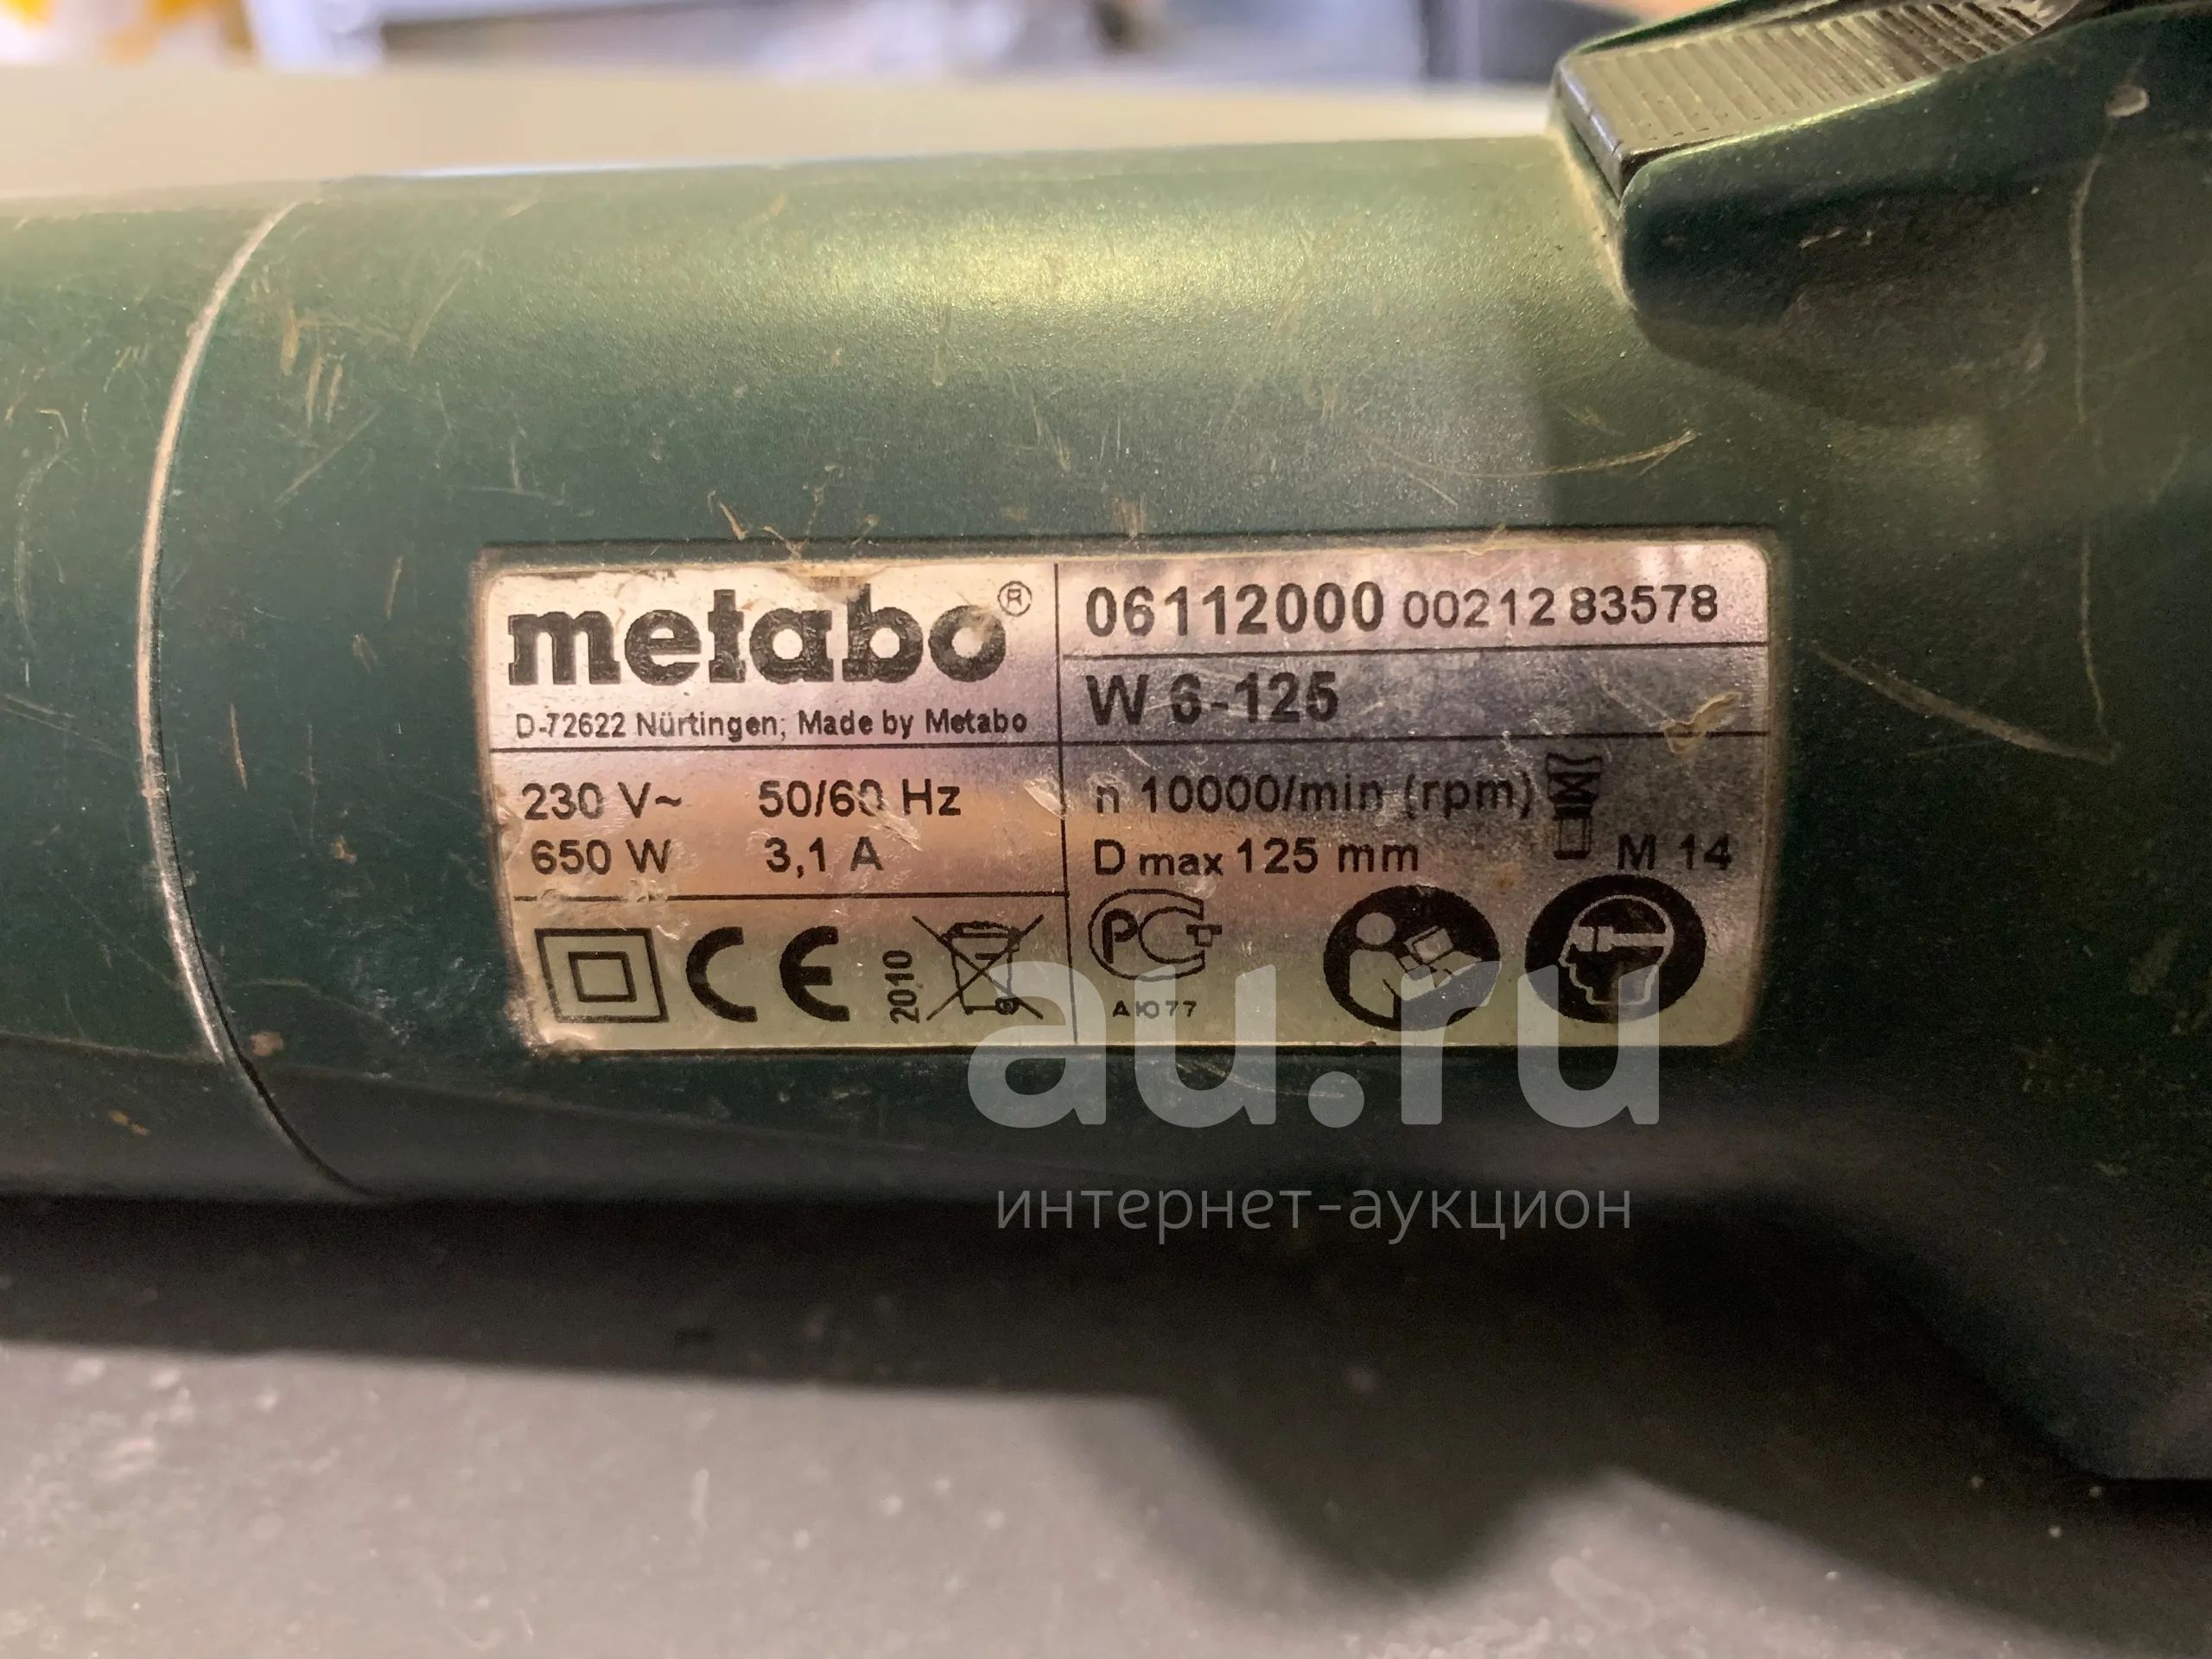 metabo®
D-72622 Nürtingen; Made by Metabo
06112000 00212 83578
W 6-125
230 V~ 50/60 Hz
650 W 3,1 A
n 10000/min (rpm)
D max 125 mm M 14
CE 2010
РСТ
АЮ77
au.ru
интернет-аукцион